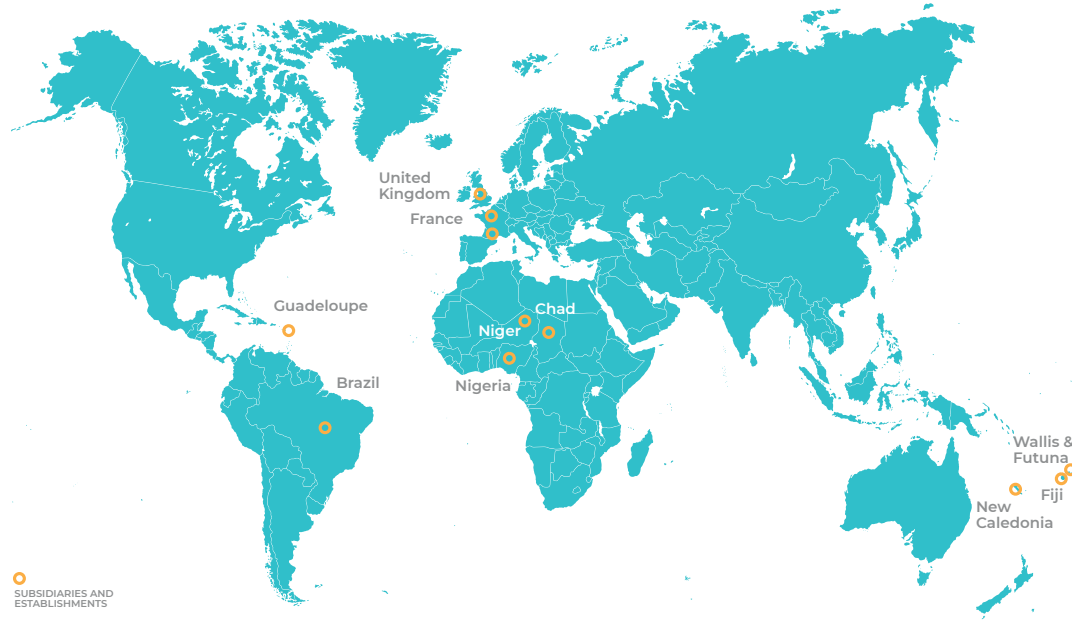 United
Kingdom
France
Guadeloupe
Chad
Niger
Brazil
Nigeria
Wallis &
Futuna
Fiji
New
Caledonia
SUBSIDIARIES AND
ESTABLISHMENTS